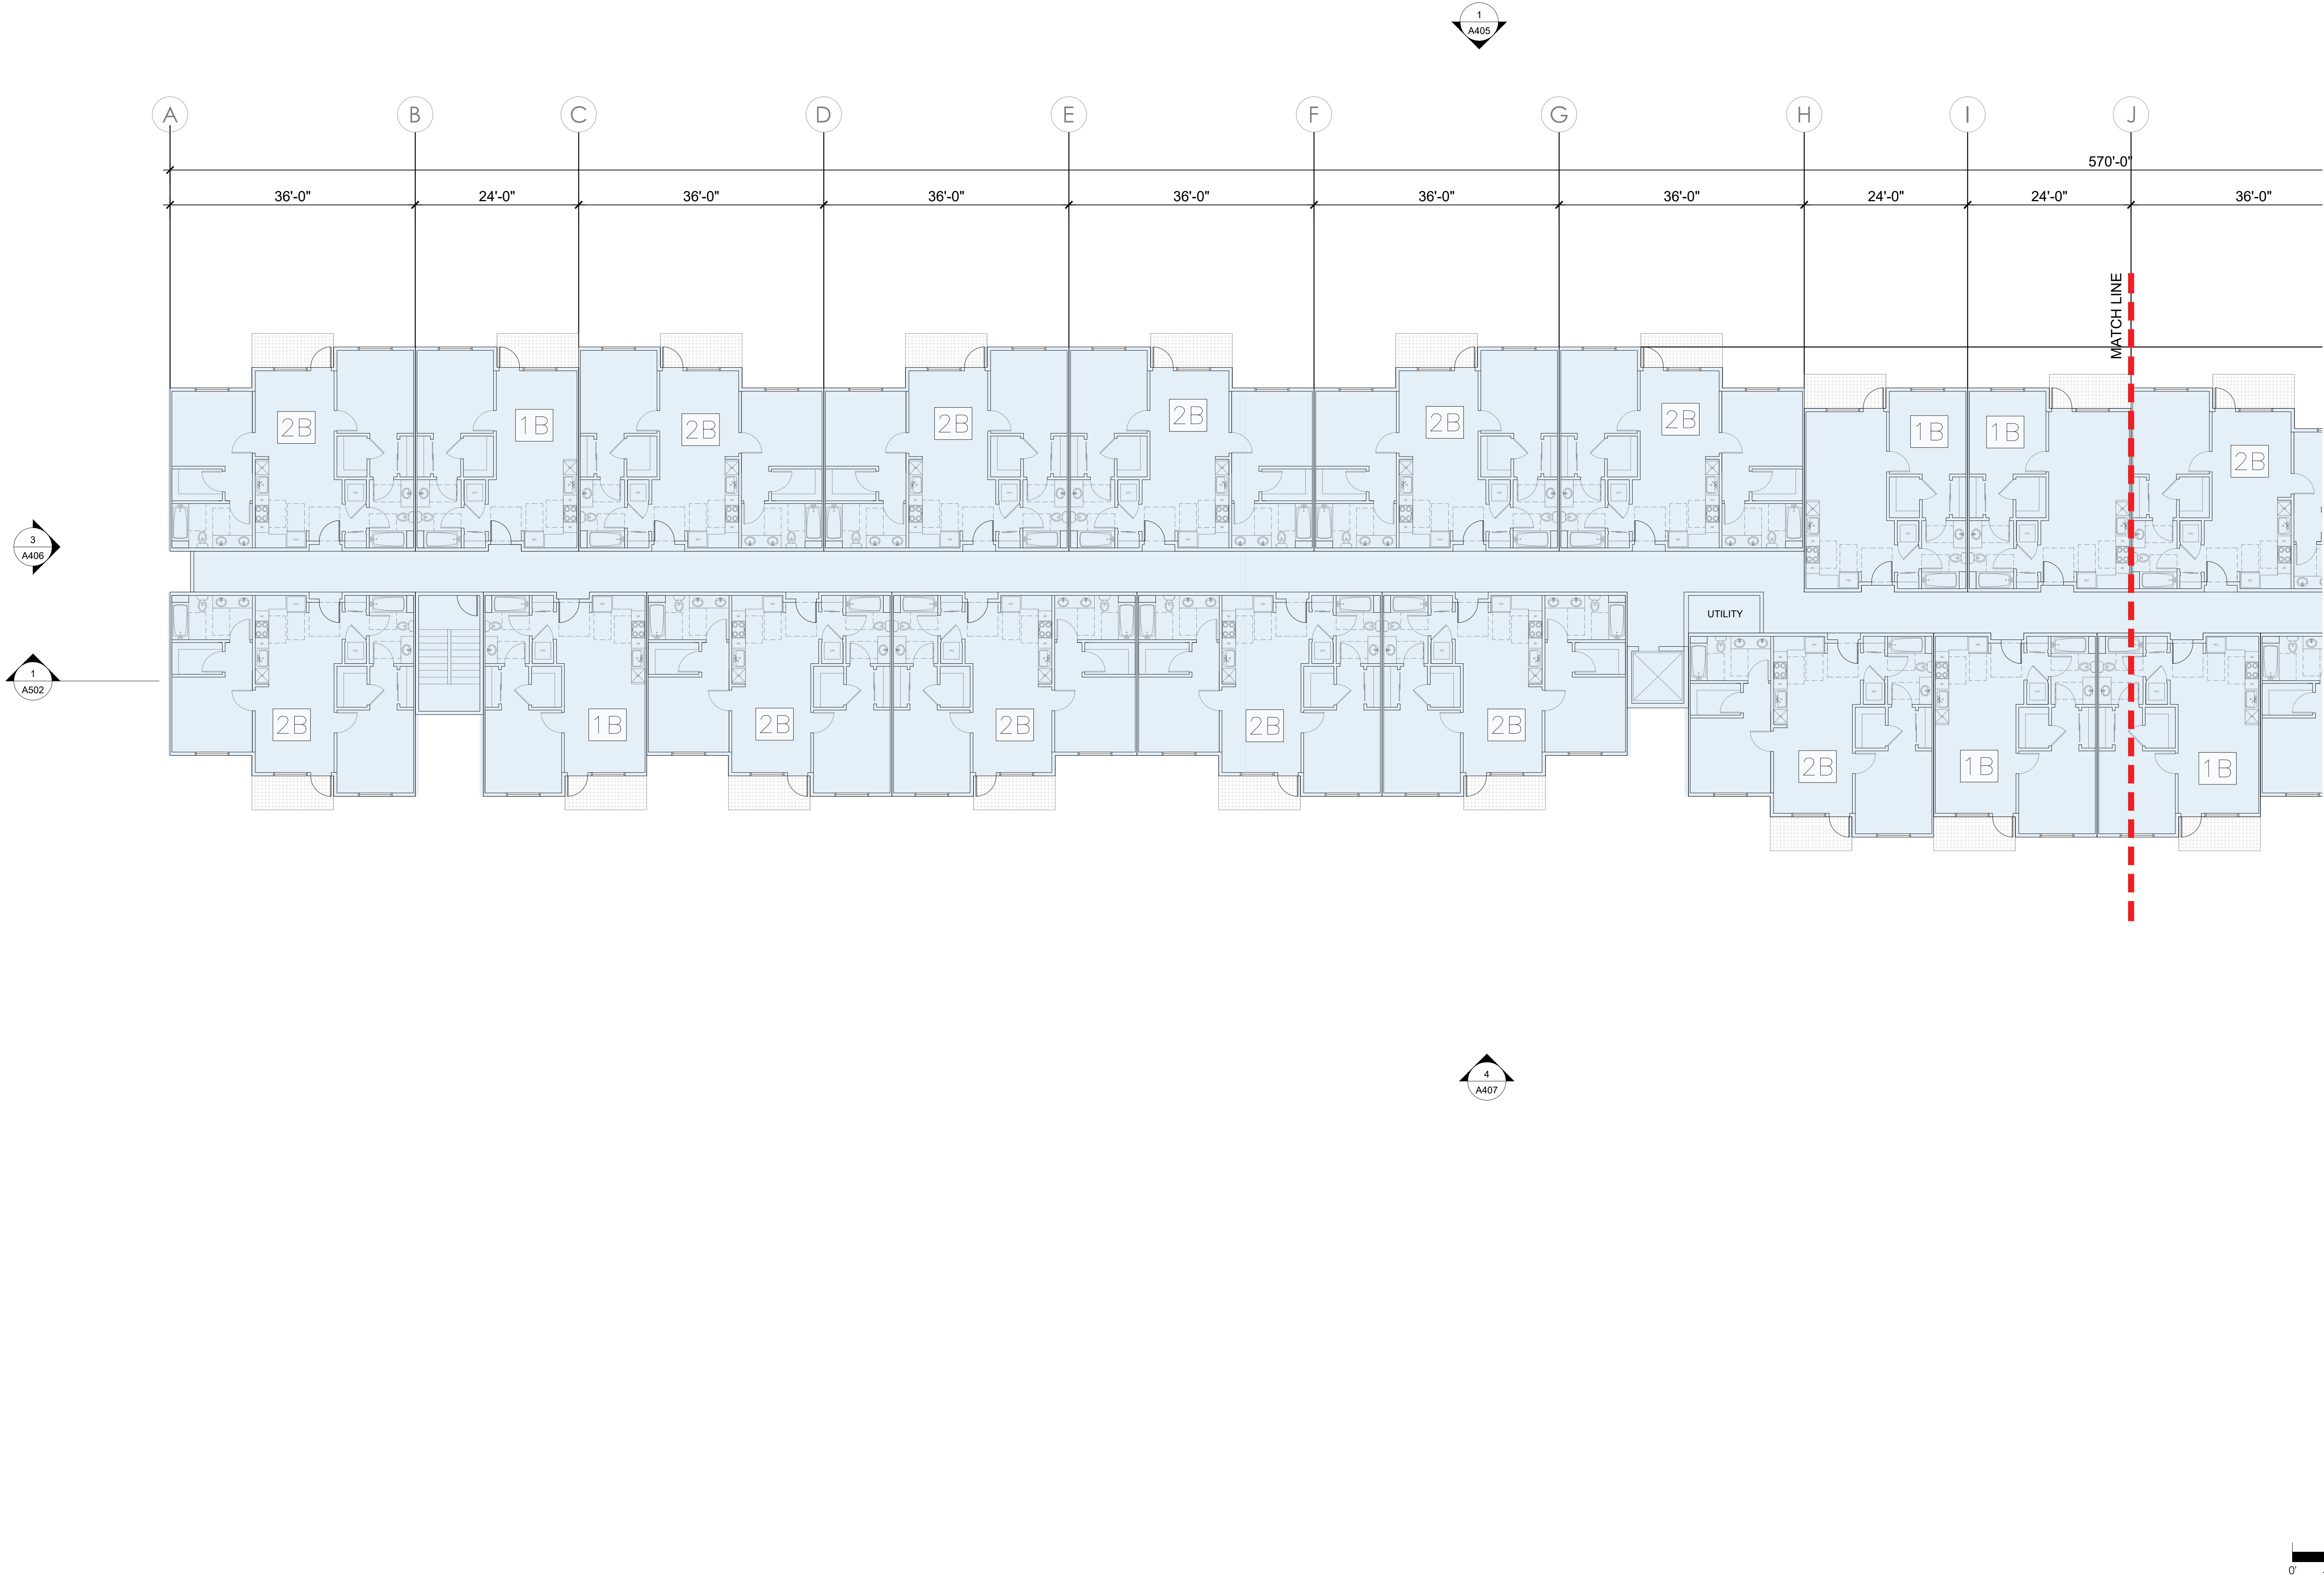 1
A405
A B C D E F G H I J
570'-0"
36'-0" 24'-0" 36'-0" 36'-0" 36'-0" 36'-0" 36'-0" 24'-0" 24'-0" 36'-0"
MATCH LINE
2B 1B 2B 2B 2B 2B 2B 1B 1B 2B
3
A406
UTILITY
1
A502
2B 1B 2B 2B 2B 2B 2B 1B 1B
4
A407
0'